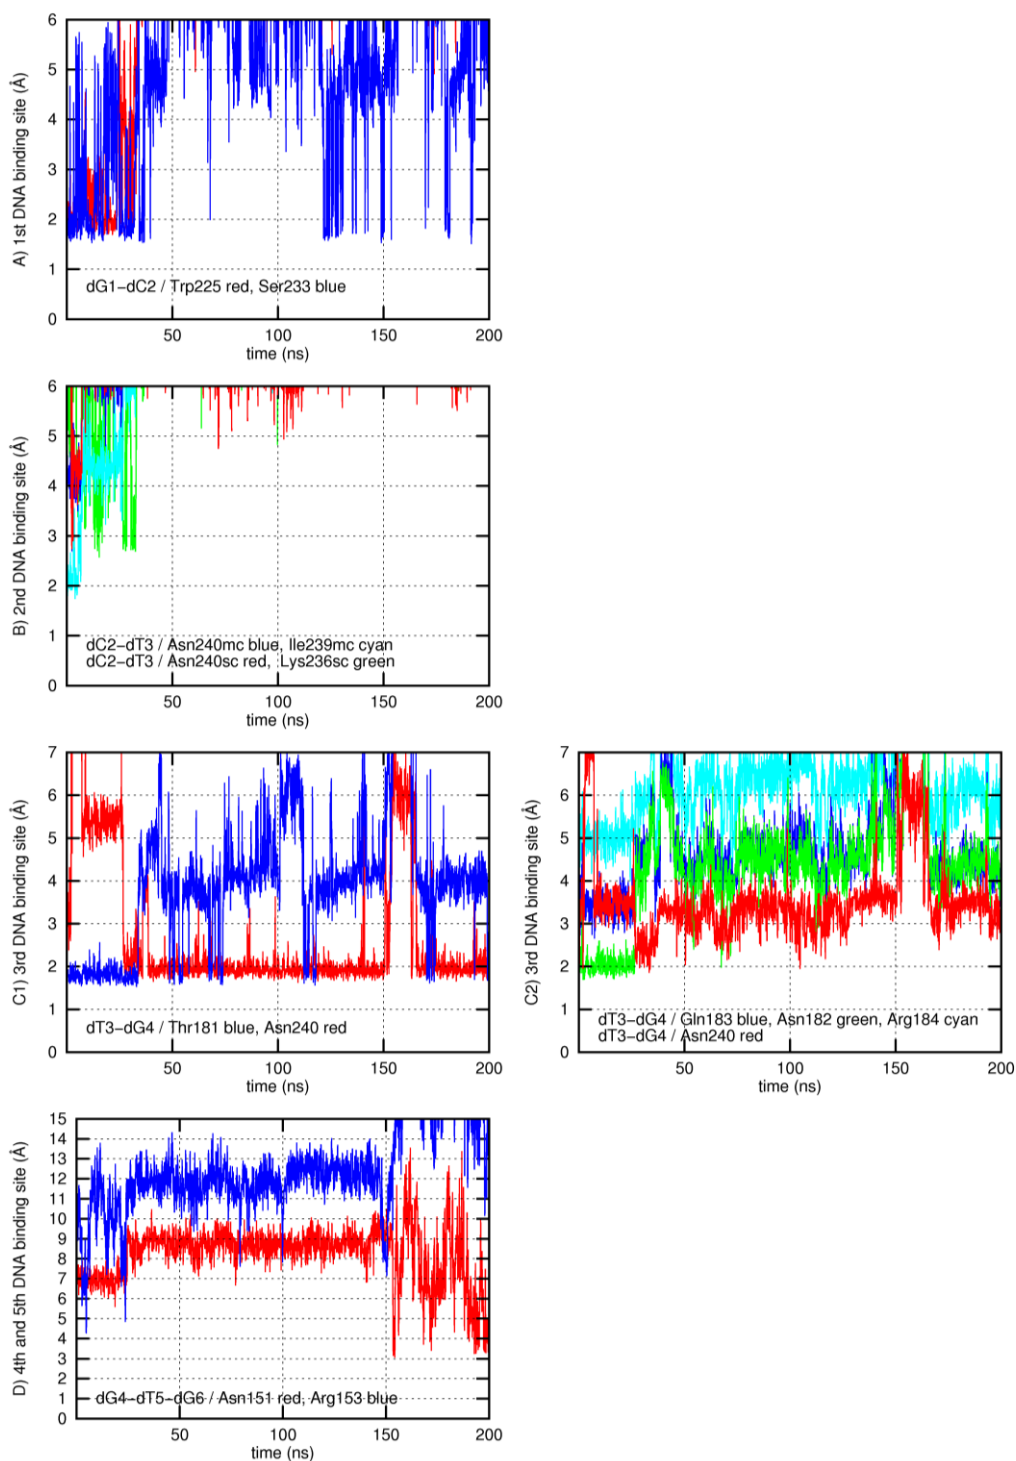 A) 1st DNA binding site (Å)
6
5
4
3
2
1
0
dG1−dC2 / Trp225 red, Ser233 blue
50 100 150 200
time (ns)
B) 2nd DNA binding site (Å)
6
5
4
3
2
1
0
dC2−dT3 / Asn240mc blue, Ile239mc cyan
dC2−dT3 / Asn240sc red, Lys236sc green
50 100 150 200
time (ns)
C1) 3rd DNA binding site (Å)
7
6
5
4
3
2
1
0
dT3−dG4 / Thr181 blue, Asn240 red
50 100 150 200
time (ns)
C2) 3rd DNA binding site (Å)
7
6
5
4
3
2
1
0
dT3−dG4 / Gln183 blue, Asn182 green, Arg184 cyan
dT3−dG4 / Asn240 red
50 100 150 200
time (ns)
D) 4th and 5th DNA binding site (Å)
15
14
13
12
11
10
9
8
7
6
5
4
3
2
1
0
dG4−dT5−dG6 / Asn151 red, Arg153 blue
50 100 150 200
time (ns)